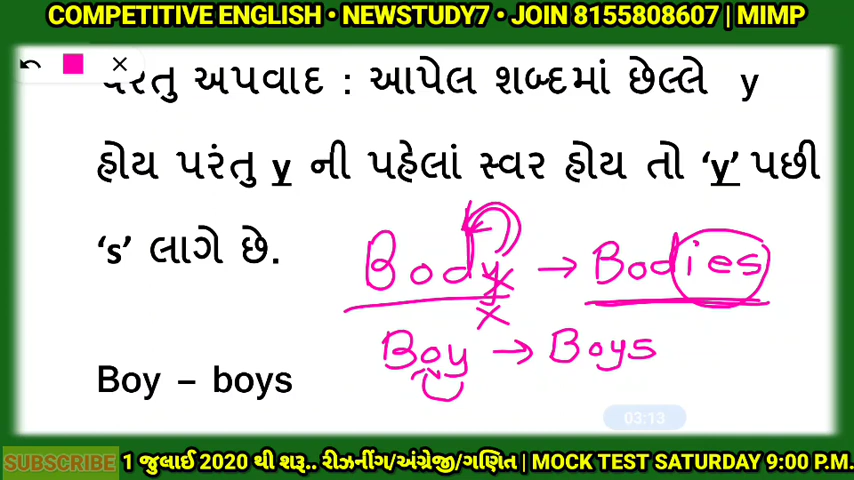 COMPETITIVE ENGLISH • NEWSTUDY7 • JOIN 8155808607 | MIMP
પરંતુ અપવાદ : આપેલ શબ્દમાં છેલ્લે y
હોય પરંતુ y ની પહેલાં સ્વર હોય તો ‘y’ પછી
‘s’ લાગે છે.
Body → Bodies
Boy → Boys
Boy – boys
03:13
SUBSCRIBE 1 જુલાઈ 2020 થી શરૂ.. રીઝનીંગ/અંગ્રેજી/ગણિત | MOCK TEST SATURDAY 9:00 P.M.